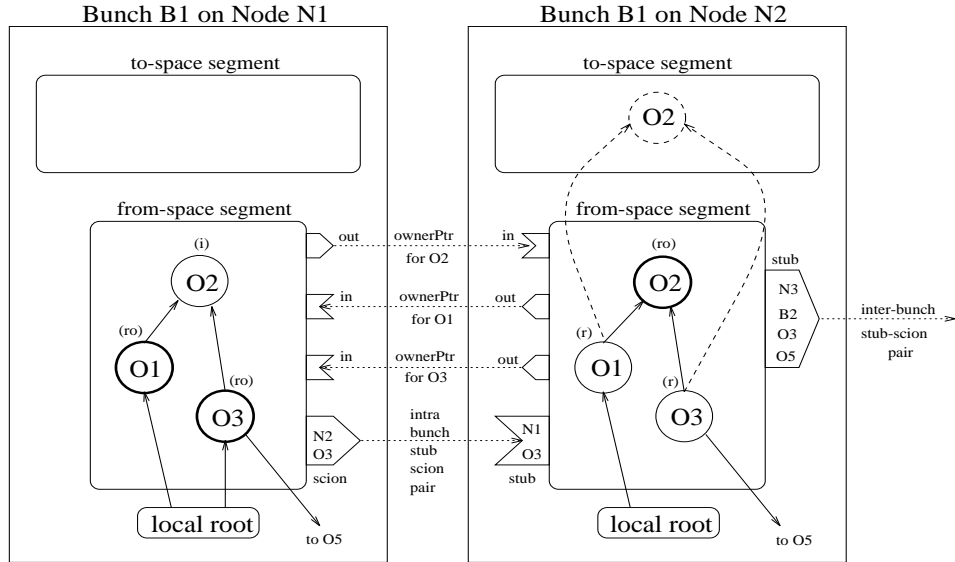 Bunch B1 on Node N1
to-space segment
from-space segment
(i)
O2
(ro)
O1
(ro)
O3
N2
O3
scion
local root
to O5
out
ownerPtr
in
for O2
in
ownerPtr
out
for O1
in
ownerPtr
out
for O3
intra
bunch
stub
scion
pair
Bunch B1 on Node N2
to-space segment
O2
from-space segment
(ro)
O2
(r)
O1
(r)
O3
N1
O3
stub
local root
to O5
stub
N3
B2
O3
O5
inter-bunch
stub-scion
pair